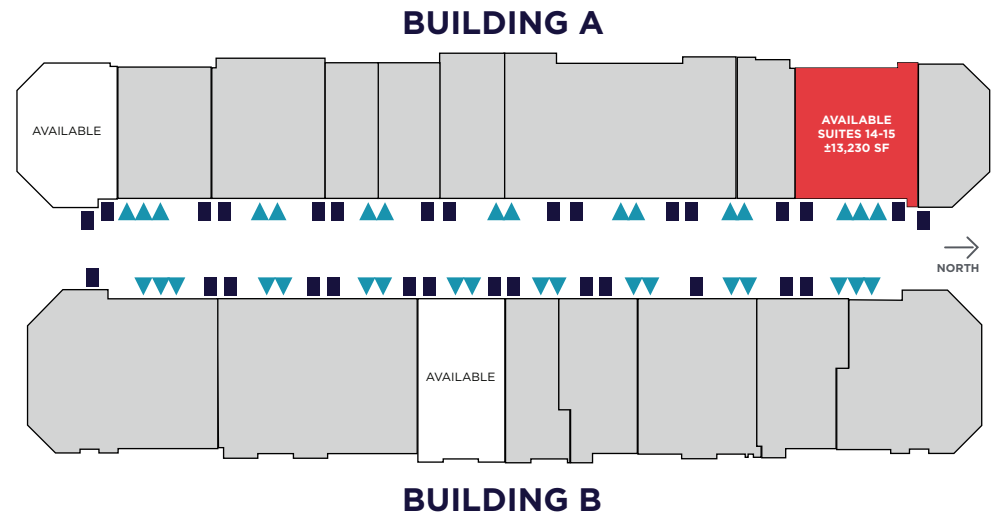 BUILDING A
AVAILABLE
AVAILABLE
SUITES 14-15
±13,230 SF
NORTH
AVAILABLE
BUILDING B